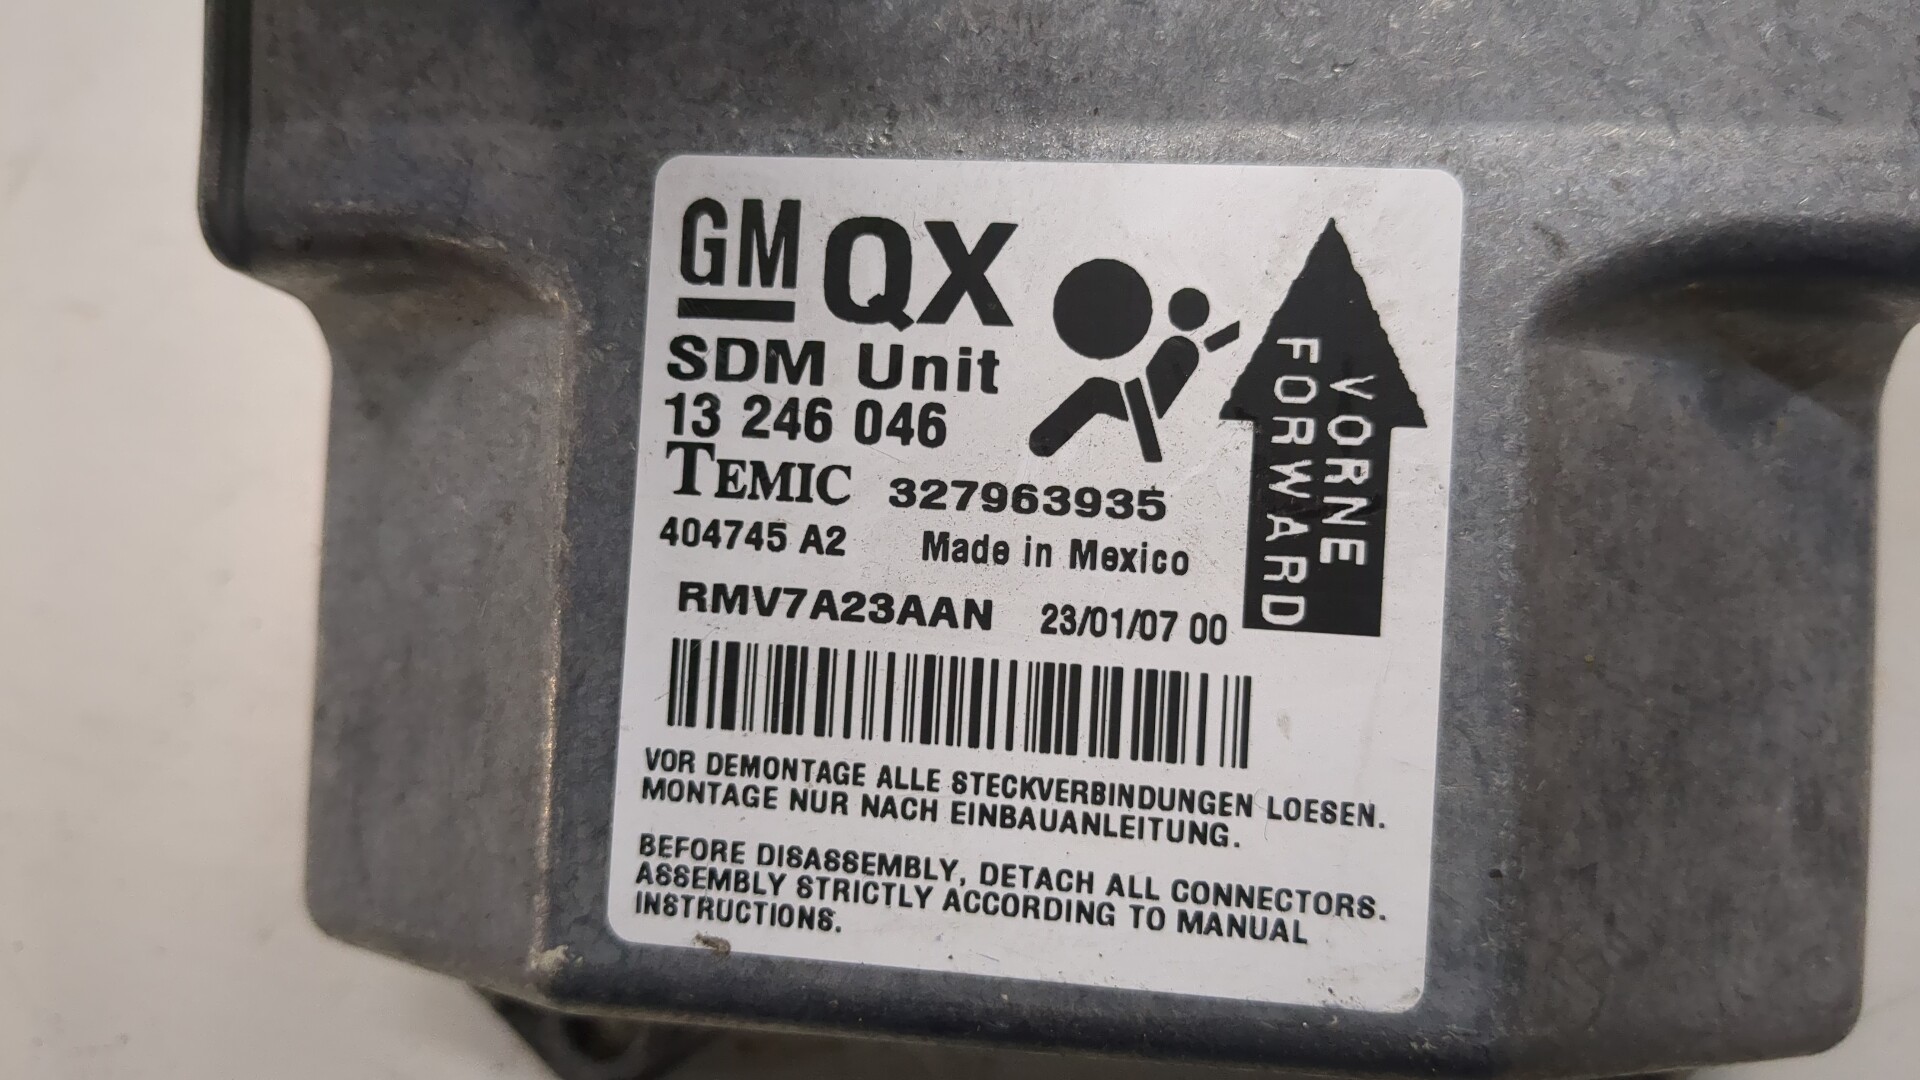 GM QX
SDM Unit
13 246 046
TEMIC 327963935
404745 A2 Made in Mexico
RMV7A23AAN 23/01/07 00
VORNE
FORWARD
VOR DEMONTAGE ALLE STECKVERBINDUNGEN LOESEN.
MONTAGE NUR NACH EINBAUANLEITUNG.
BEFORE DISASSEMBLY, DETACH ALL CONNECTORS.
ASSEMBLY STRICTLY ACCORDING TO MANUAL
INSTRUCTIONS.